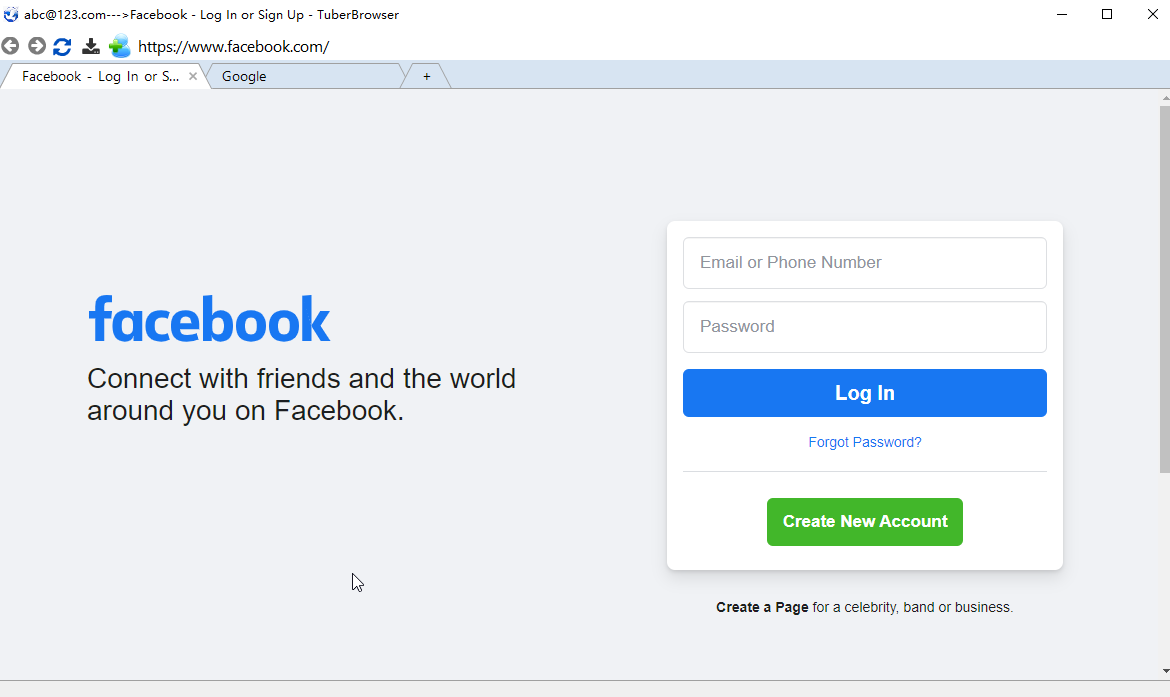 abc@123.com--->Facebook - Log In or Sign Up - TuberBrowser
https://www.facebook.com/
Facebook - Log In or S...
Google
+
facebook
Connect with friends and the world
around you on Facebook.
Email or Phone Number
Password
Log In
Forgot Password?
Create New Account
Create a Page for a celebrity, band or business.